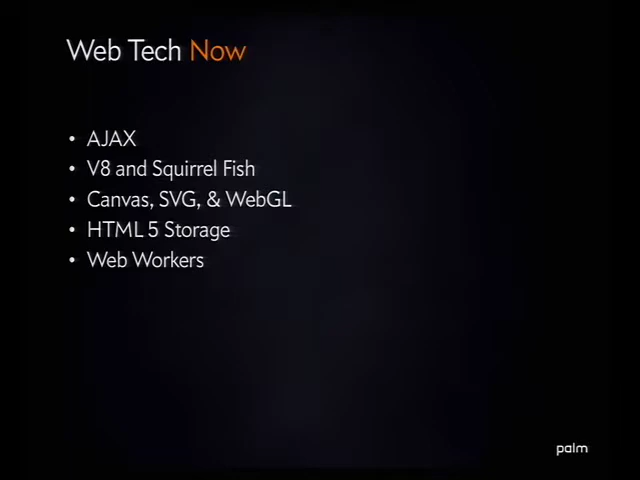 Web Tech Now
• AJAX
• V8 and Squirrel Fish
• Canvas, SVG, & WebGL
• HTML 5 Storage
• Web Workers
palm